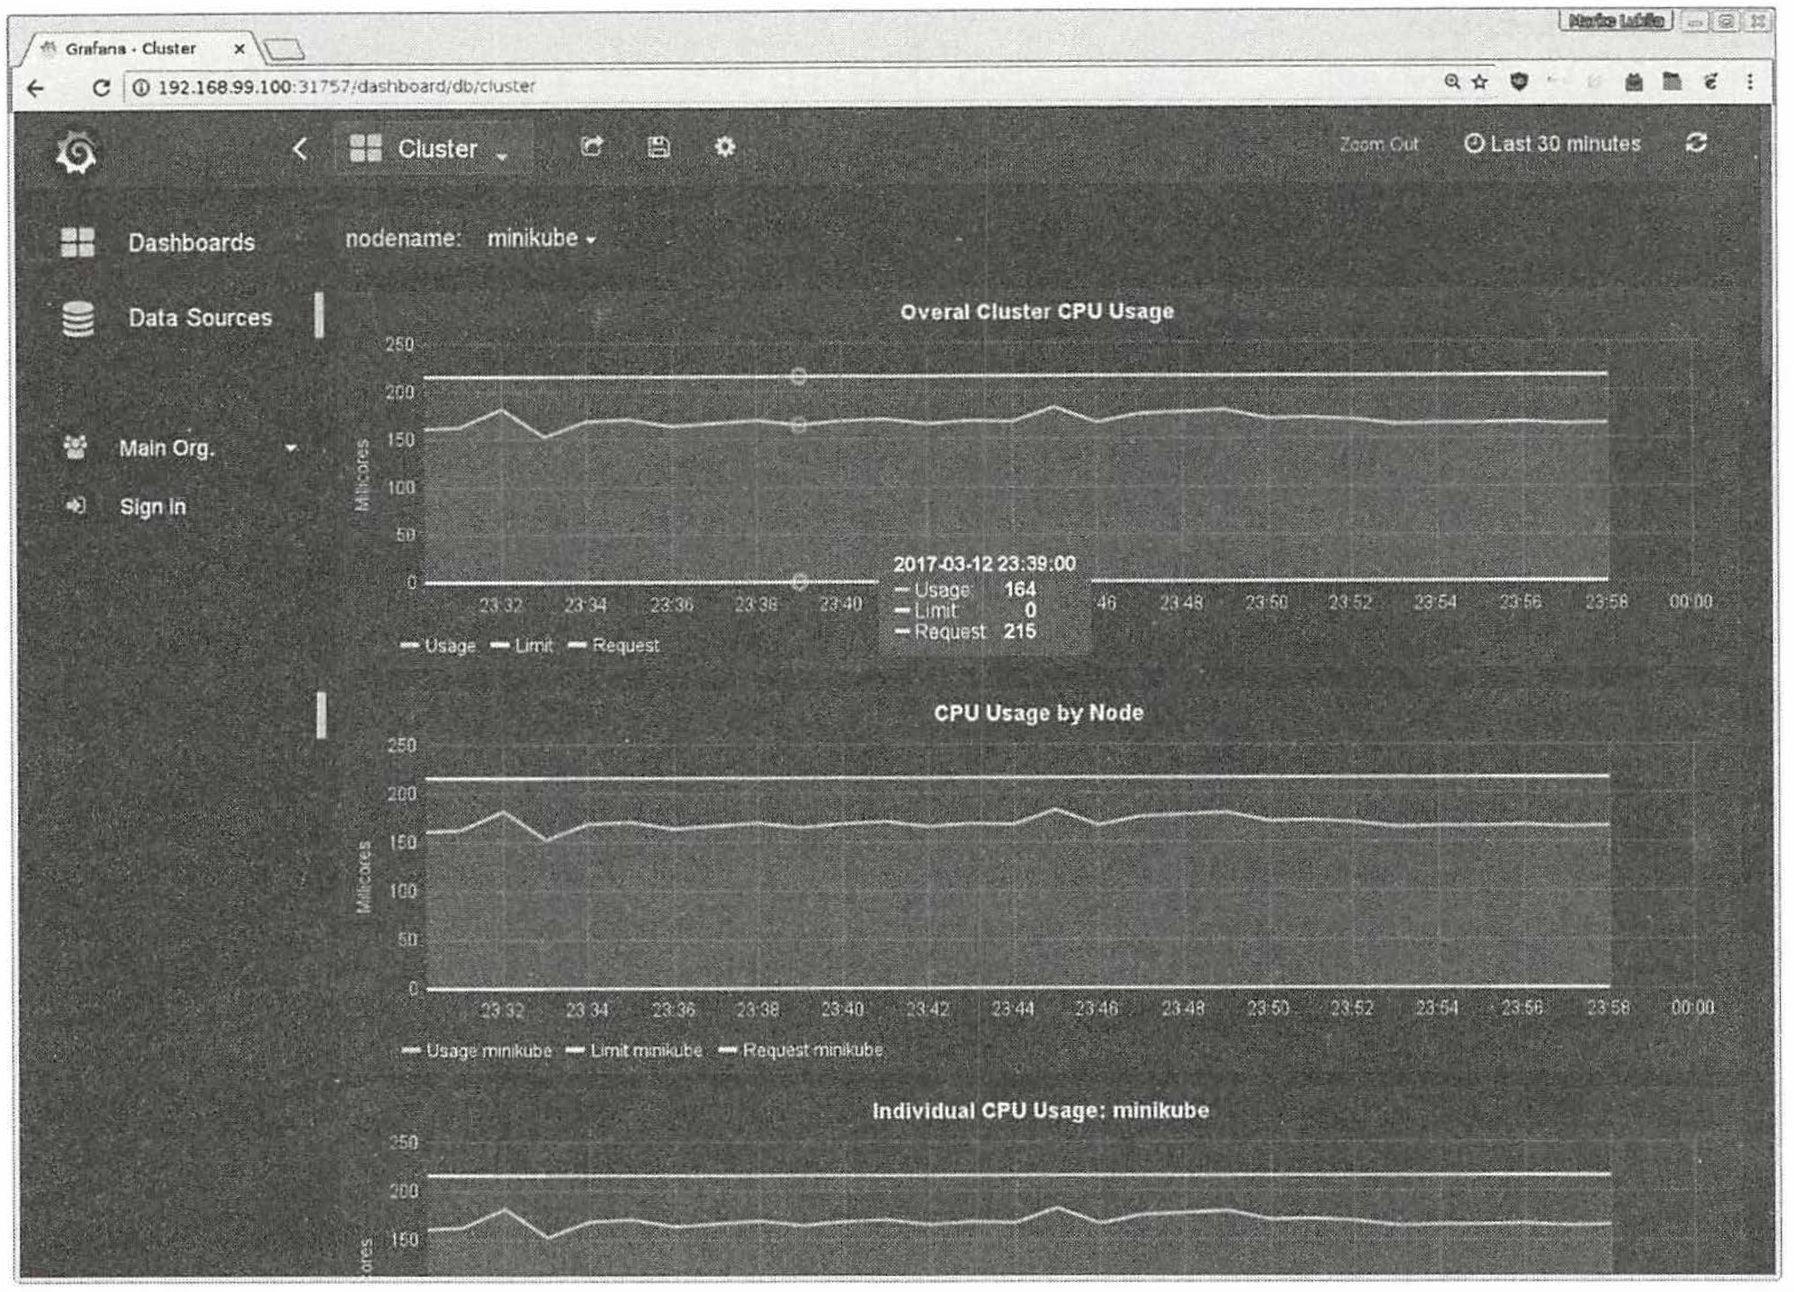 Marko Lukša
Grafana - Cluster
192.168.99.100:31757/dashboard/db/cluster
Cluster
Zoom Out
Last 30 minutes
Dashboards
Data Sources
Main Org.
Sign In
nodename: minikube
Overal Cluster CPU Usage
250
200
150
100
50
0
Millicores
23:32 23:34 23:36 23:38 23:40 46 23:48 23:50 23:52 23:54 23:56 23:58 00:00
2017-03-12 23:39:00
Usage: 164
Limit: 0
Request: 215
Usage Limit Request
CPU Usage by Node
250
200
150
100
50
0
Millicores
23:32 23:34 23:36 23:38 23:40 23:42 23:44 23:46 23:48 23:50 23:52 23:54 23:56 23:58 00:00
Usage minikube Limit minikube Request minikube
Individual CPU Usage: minikube
250
200
150
cores